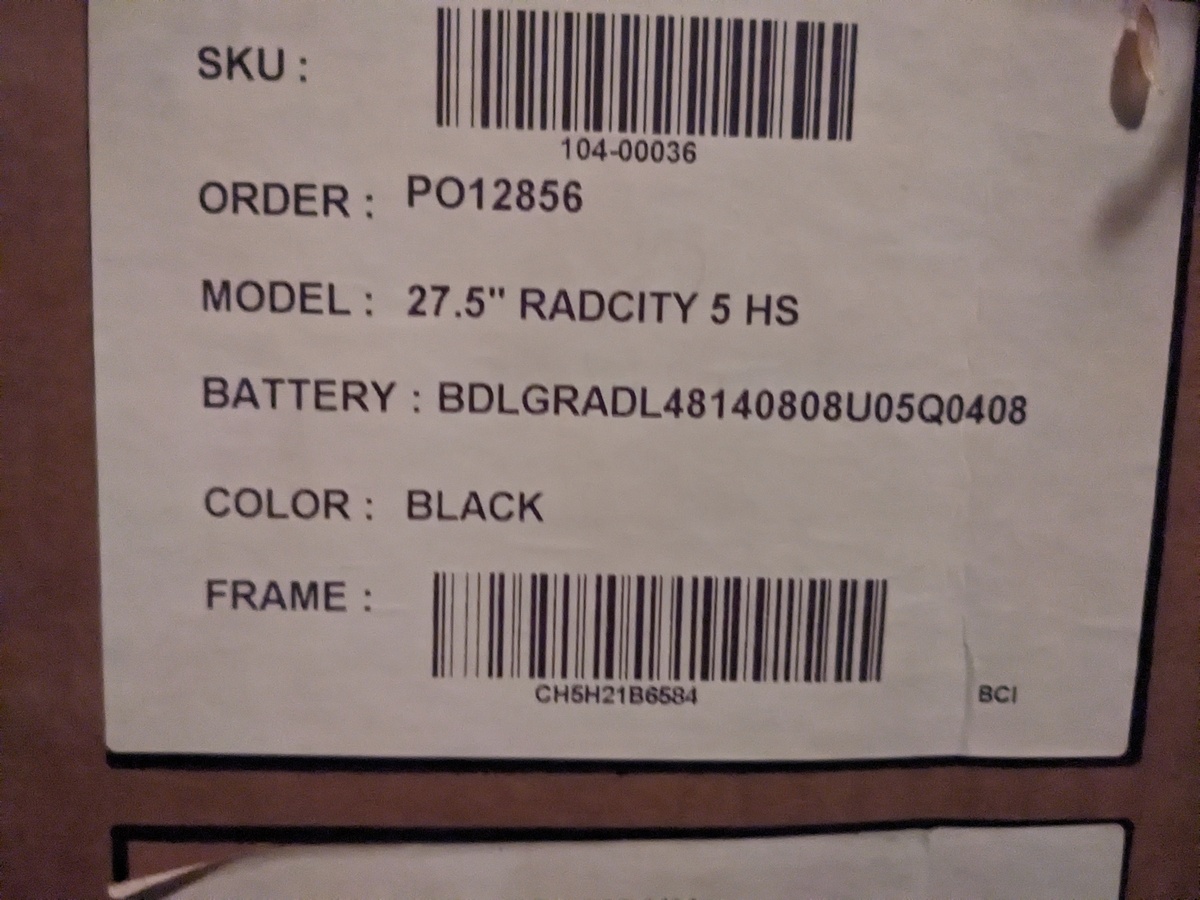 SKU :
104-00036
ORDER : PO12856
MODEL : 27.5" RADCITY 5 HS
BATTERY : BDLGRADL48140808U05Q0408
COLOR : BLACK
FRAME :
CH5H21B6584
BCI